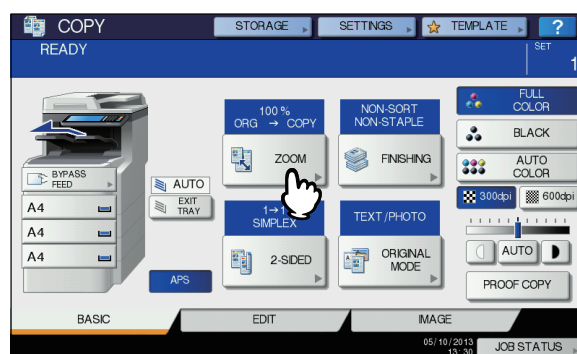 COPY
STORAGE
SETTINGS
TEMPLATE
?
READY
SET
1
100 %
ORG → COPY
NON-SORT
NON-STAPLE
FULL
COLOR
BLACK
AUTO
COLOR
ZOOM
FINISHING
BYPASS
FEED
AUTO
EXIT
TRAY
A4
A4
A4
A4
300dpi
600dpi
1→1
SIMPLEX
TEXT/PHOTO
2-SIDED
ORIGINAL
MODE
AUTO
APS
PROOF COPY
BASIC
EDIT
IMAGE
05/10/2013
13:30
JOB STATUS